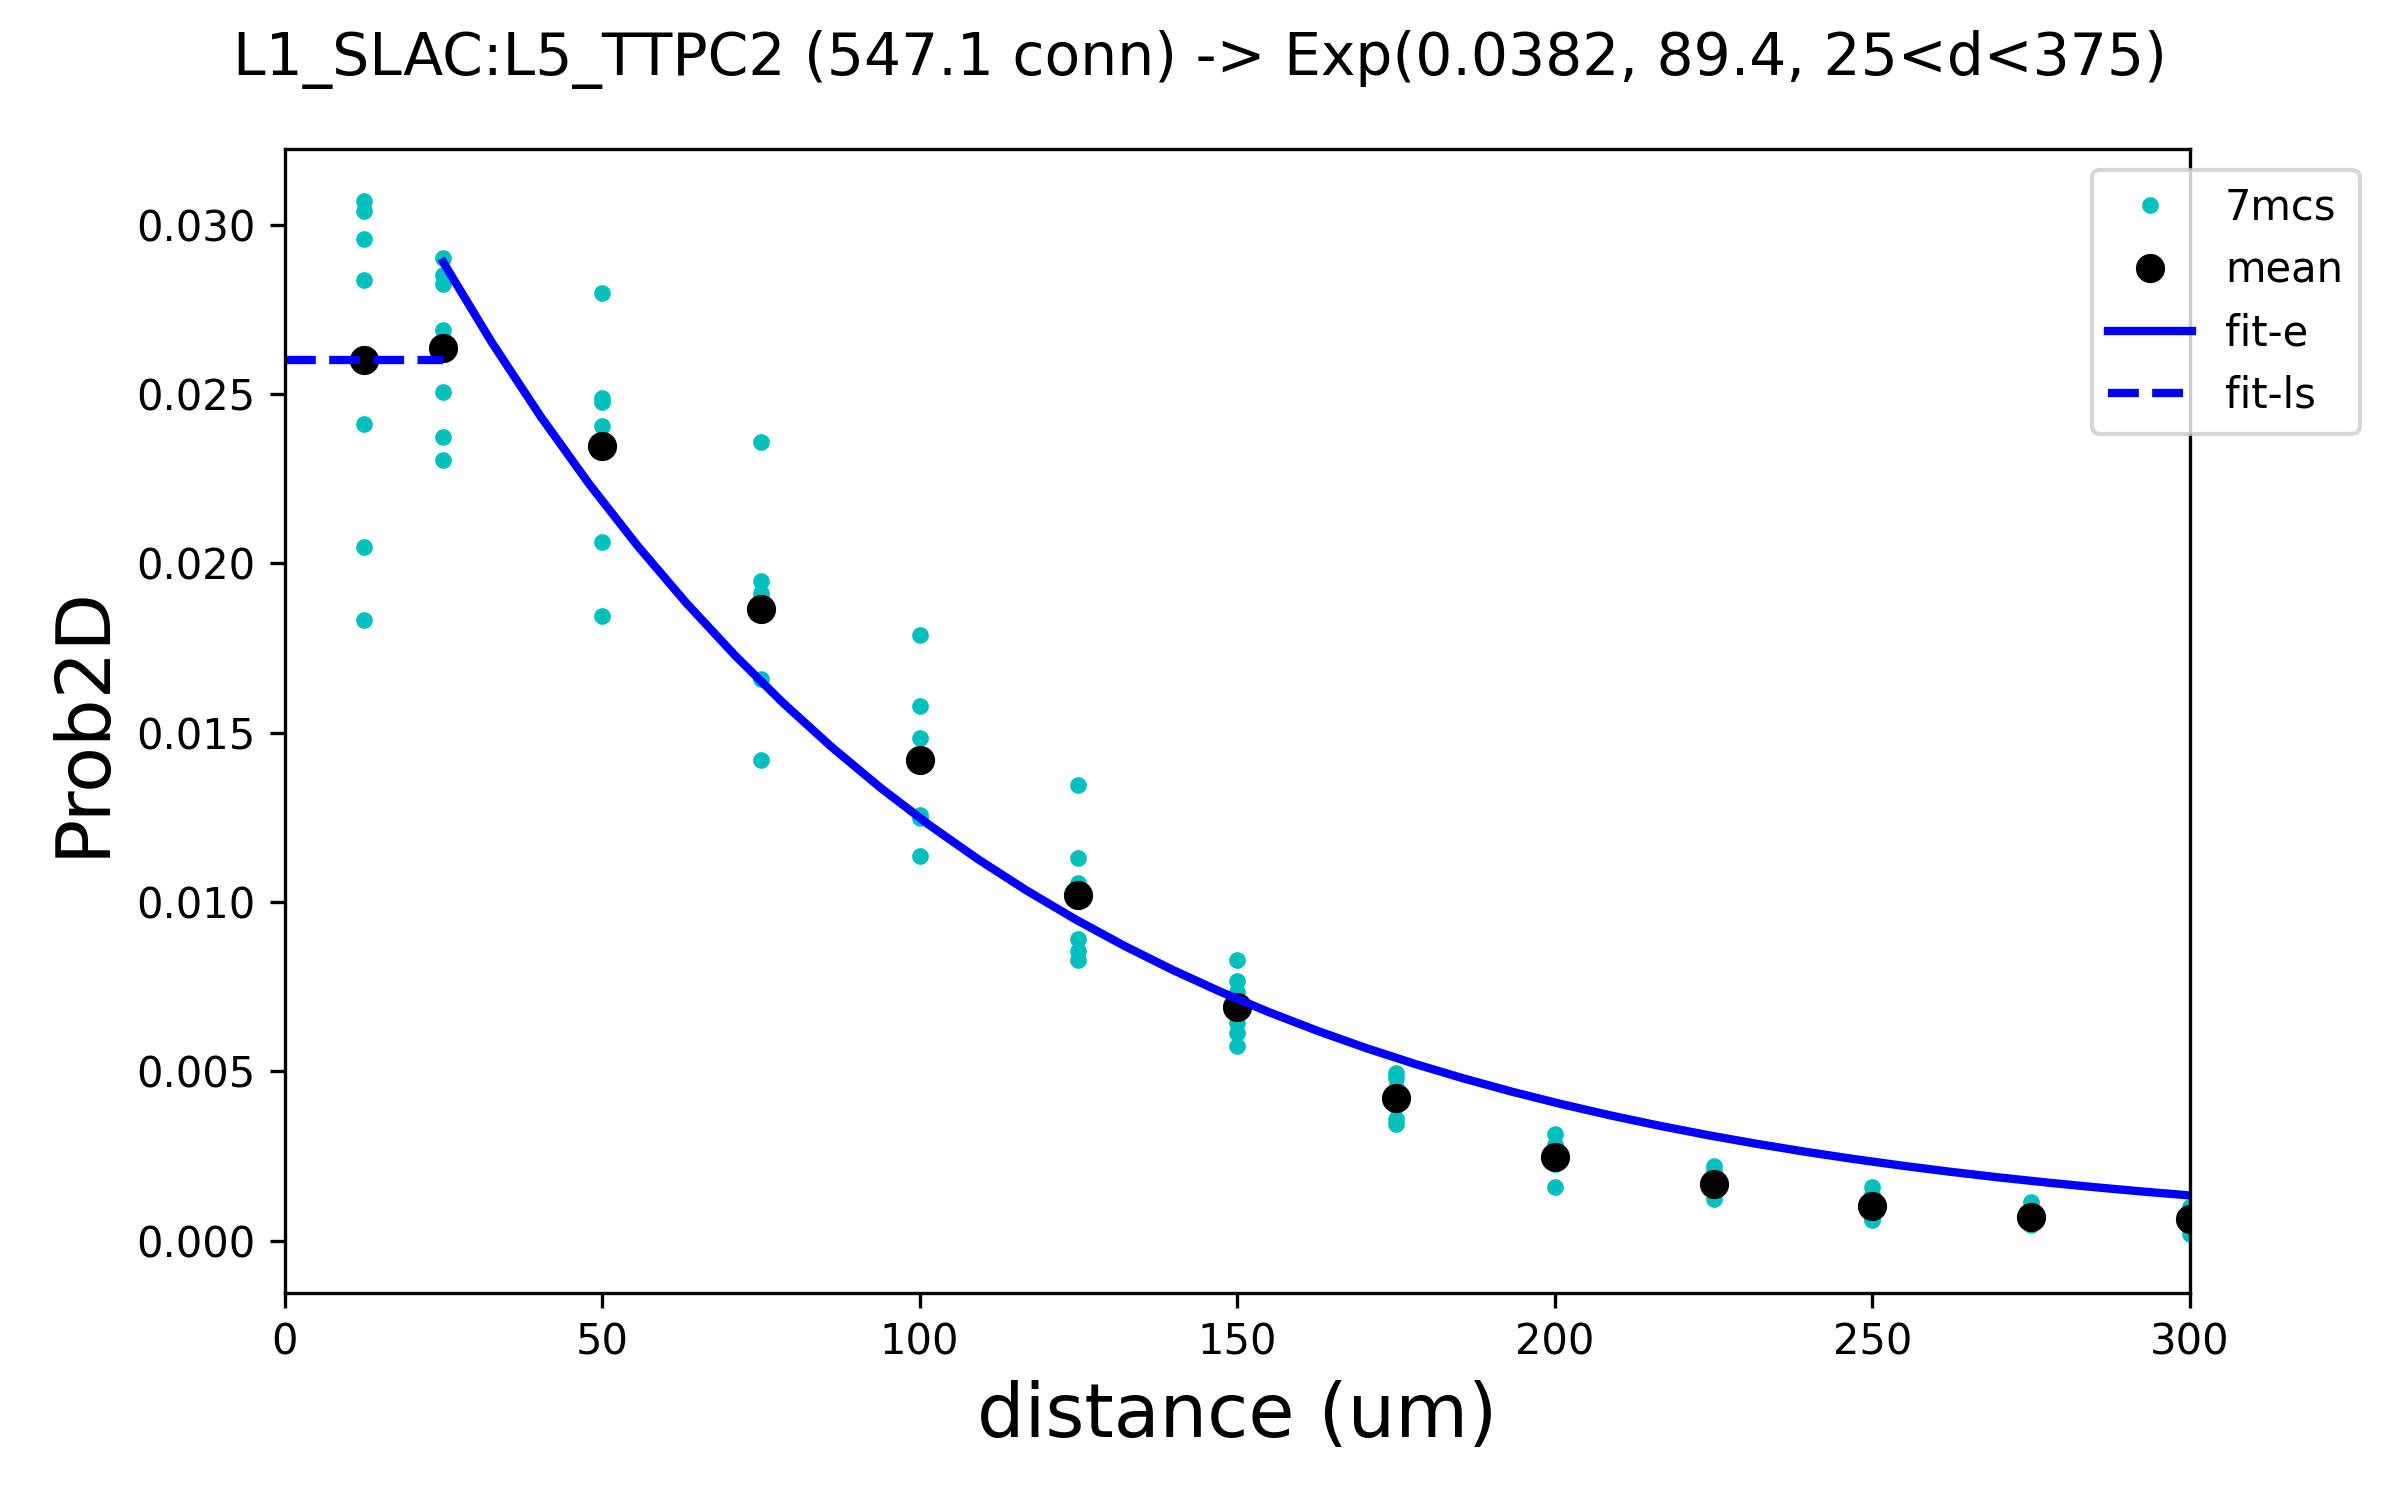 L1_SLAC:L5_TTPC2 (547.1 conn) -> Exp(0.0382, 89.4, 25<d<375)
7mcs
mean
fit-e
fit-ls
0.030
0.025
0.020
0.015
0.010
0.005
0.000
Prob2D
0 50 100 150 200 250 300
distance (um)